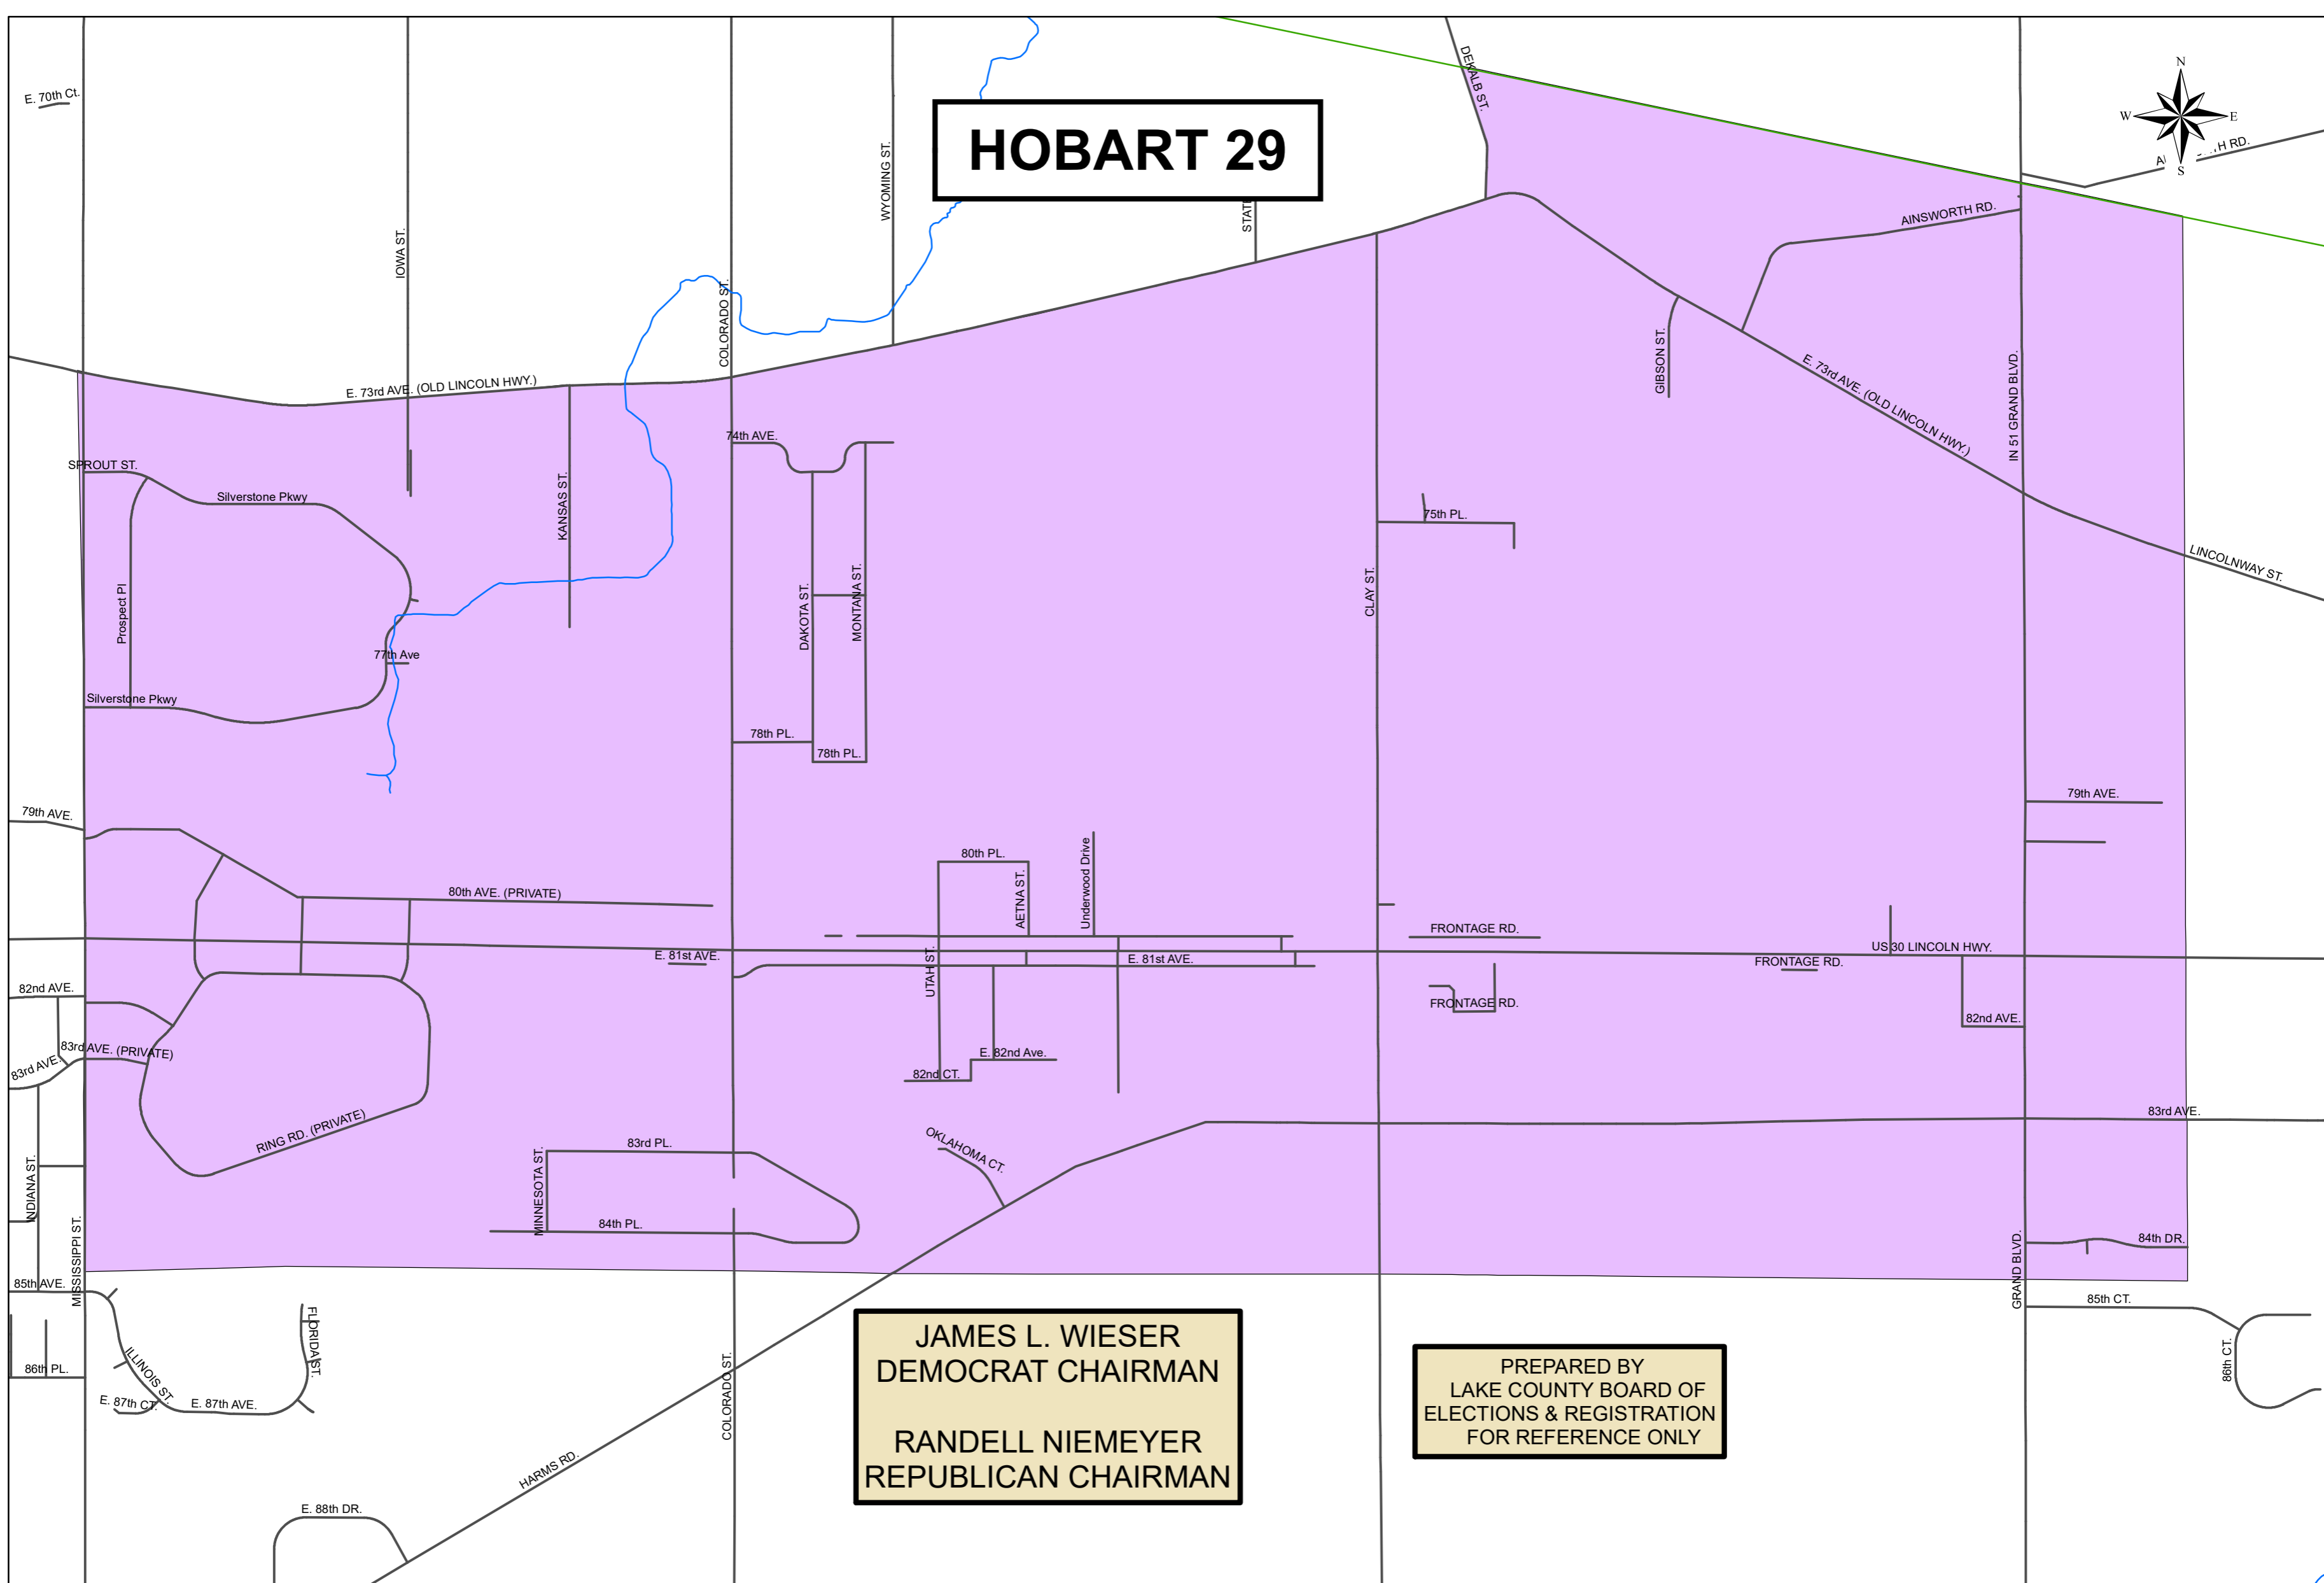 N
W
E
S
DEKALB ST.
E. 70th Ct.
HOBART 29
WYOMING ST.
H RD.
STATE
AINSWORTH RD.
IOWA ST.
COLORADO ST.
E. 73rd AVE. (OLD LINCOLN HWY.)
GIBSON ST.
E. 73rd AVE. (OLD LINCOLN HWY.)
IN 51 GRAND BLVD.
74th AVE.
SPROUT ST.
Silverstone Pkwy
KANSAS ST.
75th PL.
LINCOLNWAY ST.
Prospect Pl
DAKOTA ST.
MONTANA ST.
CLAY ST.
77th Ave
Silverstone Pkwy
78th PL.
78th PL.
79th AVE.
79th AVE.
80th PL.
Underwood Drive
AETNA ST.
80th AVE. (PRIVATE)
FRONTAGE RD.
US 30 LINCOLN HWY.
E. 81st AVE.
E. 81st AVE.
FRONTAGE RD.
UTAH ST.
82nd AVE.
FRONTAGE RD.
82nd AVE.
83rd AVE. (PRIVATE)
83rd AVE.
E. 82nd Ave.
82nd CT.
83rd AVE.
RING RD. (PRIVATE)
OKLAHOMA CT.
83rd PL.
MINNESOTA ST.
INDIANA ST.
84th PL.
MISSISSIPPI ST.
GRAND BLVD.
84th DR.
85th AVE.
85th CT.
FLORIDA ST.
ILLINOIS ST.
86th PL.
86th CT.
E. 87th CT.
E. 87th AVE.
COLORADO ST.
JAMES L. WIESER
DEMOCRAT CHAIRMAN
RANDELL NIEMEYER
REPUBLICAN CHAIRMAN
PREPARED BY
LAKE COUNTY BOARD OF
ELECTIONS & REGISTRATION
FOR REFERENCE ONLY
HARMS RD.
E. 88th DR.